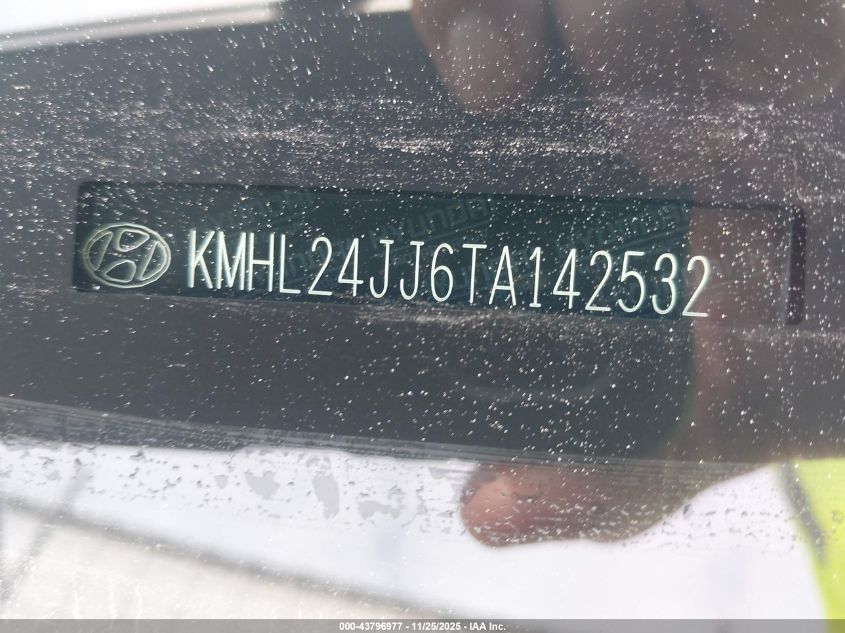 KMHL24JJ6TA142532
000-43796977 - 11/25/2025 - IAA Inc.